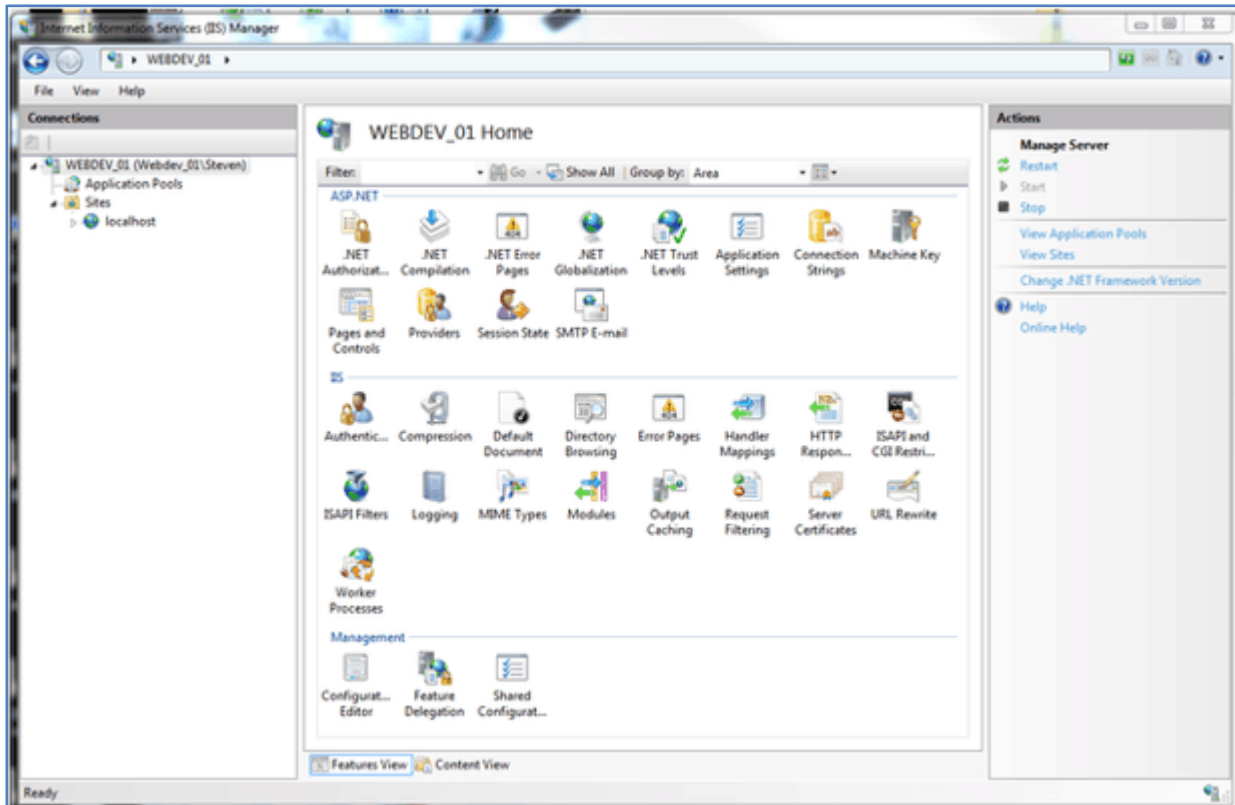 Internet Information Services (IIS) Manager
WEBDEV_01
File View Help
Connections
WEBDEV_01 (Webdev_01\Steven)
Application Pools
Sites
localhost
WEBDEV_01 Home
Filter: Go Show All Group by: Area
ASP.NET
.NET Authorizat...
.NET Compilation
.NET Error Pages
.NET Globalization
.NET Trust Levels
Application Settings
Connection Strings
Machine Key
Pages and Controls
Providers
Session State
SMTP E-mail
IIS
Authentic...
Compression
Default Document
Directory Browsing
Error Pages
Handler Mappings
HTTP Respon...
ISAPI and CGI Restri...
ISAPI Filters
Logging
MIME Types
Modules
Output Caching
Request Filtering
Server Certificates
URL Rewrite
Worker Processes
Management
Configurat... Editor
Feature Delegation
Shared Configurat...
Features View Content View
Actions
Manage Server
Restart
Start
Stop
View Application Pools
View Sites
Change .NET Framework Version
Help
Online Help
Ready